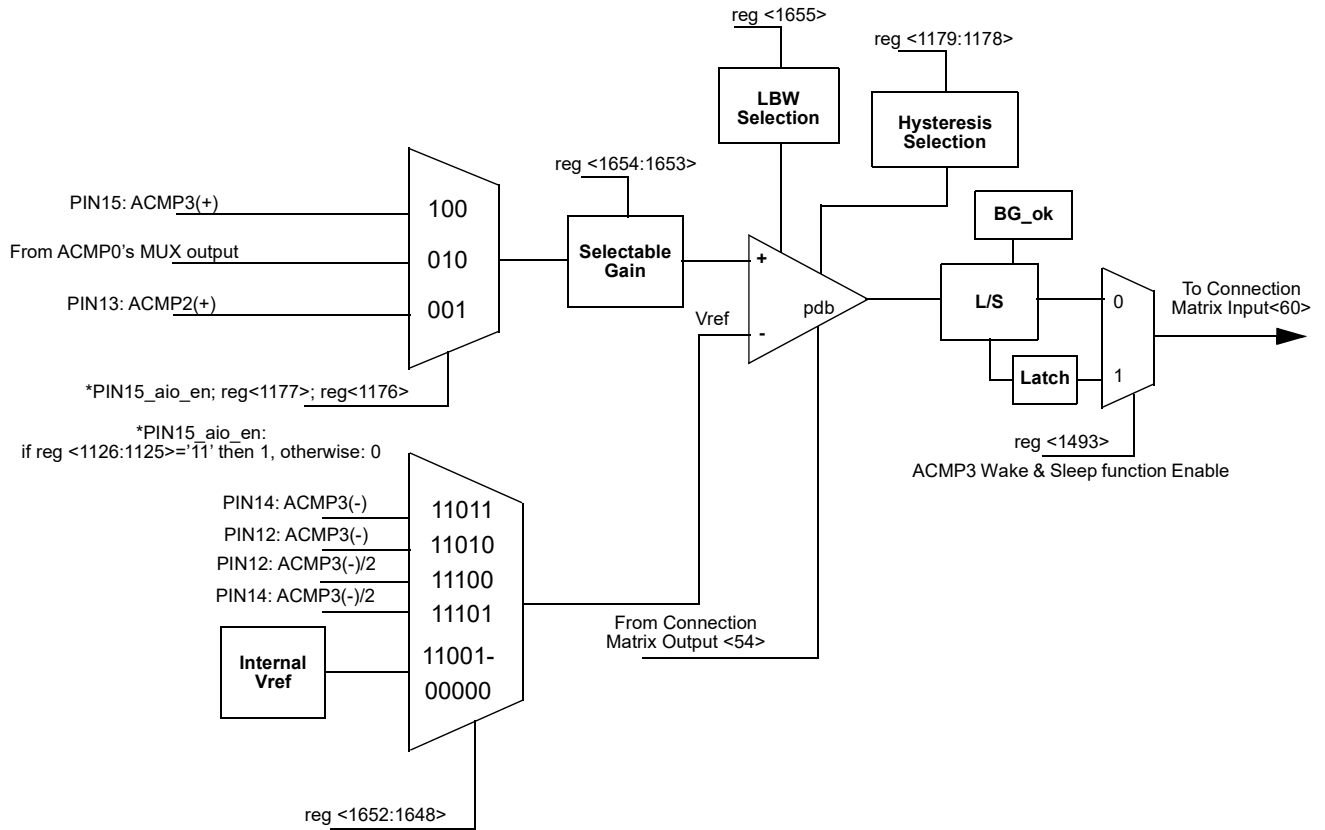 reg <1655>
reg <1179:1178>
LBW
Selection
Hysteresis
Selection
reg <1654:1653>
PIN15: ACMP3(+)
100
BG_ok
From ACMP0's MUX output
010
Selectable
Gain
+
PIN13: ACMP2(+)
001
L/S
0
To Connection
Matrix Input<60>
pdb
Vref
-
Latch
1
*PIN15_aio_en; reg<1177>; reg<1176>
*PIN15_aio_en:
if reg <1126:1125>='11' then 1, otherwise: 0
reg <1493>
ACMP3 Wake & Sleep function Enable
PIN14: ACMP3(-)
11011
PIN12: ACMP3(-)
11010
PIN12: ACMP3(-)/2
11100
PIN14: ACMP3(-)/2
11101
From Connection
Matrix Output <54>
Internal
Vref
11001-
00000
reg <1652:1648>